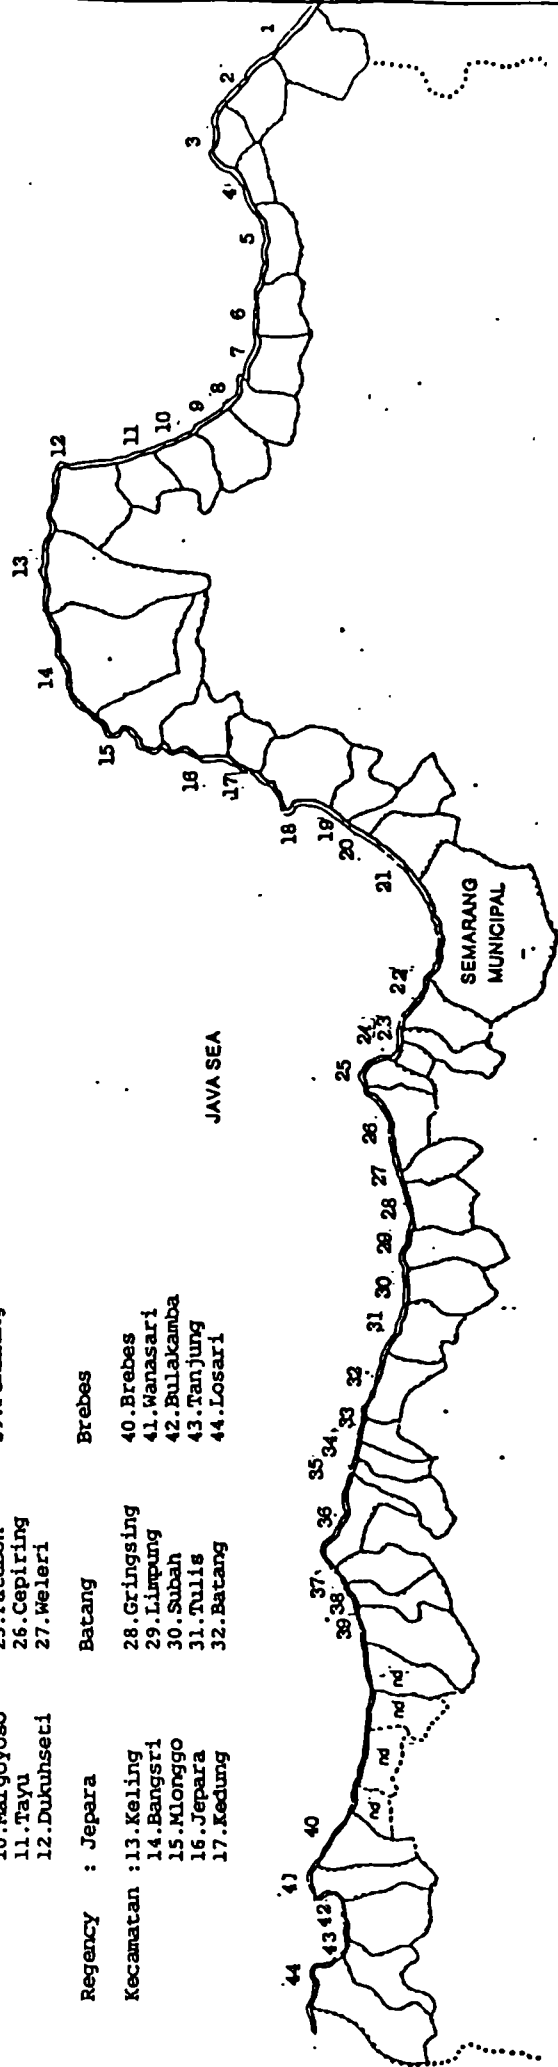 10.Margoyoso
11.Tayu 26.Cepiring
12.Dukuhseti 27.Weleri
Regency : Jepara Batang Brebes
Kecamatan :13.Keling 28.Gringsing 40.Brebes
14.Bangsri 29.Limpung 41.Wanasari
15.Mlonggo 30.Subah 42.Bulakamba
16.Jepara 31.Tulis 43.Tanjung
17.Kedung 32.Batang 44.Losari
JAVA SEA
44
43
42
41
40
nd
nd
nd
nd
39
38
37
36
35
34
33
32
31
30
29
28
27
26
25
24
23
22
SEMARANG
MUNICIPAL
21
20
19
18
17
16
15
14
13
12
11
10
9
8
7
6
5
4
3
2
1